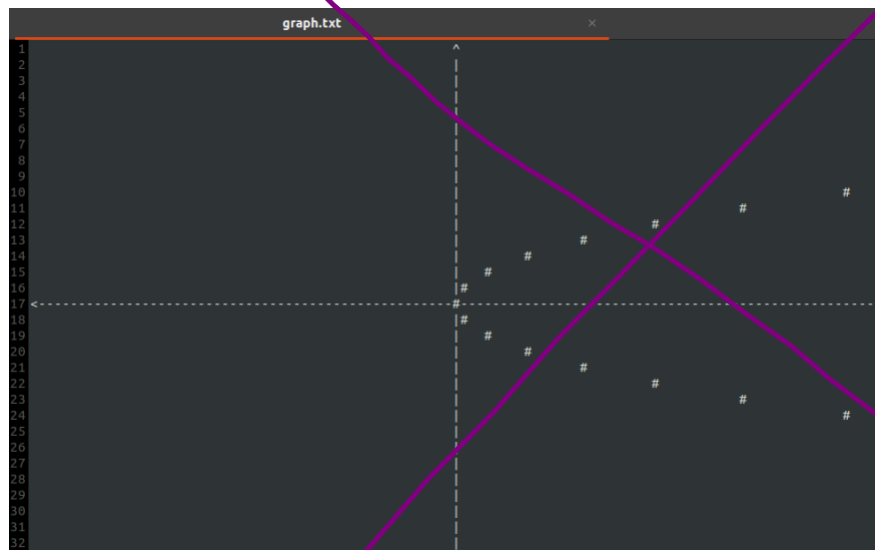 graph.txt ×
1 ^
2 |
3 |
4 |
5 |
6 |
7 |
8 |
9 |
10 | #
11 | #
12 | #
13 | #
14 | #
15 | #
16 |#
17 <----------------------------------------------------#----------------------------------------------------
18 |#
19 | #
20 | #
21 | #
22 | #
23 | #
24 | #
25 |
26 |
27 |
28 |
29 |
30 |
31 |
32 |